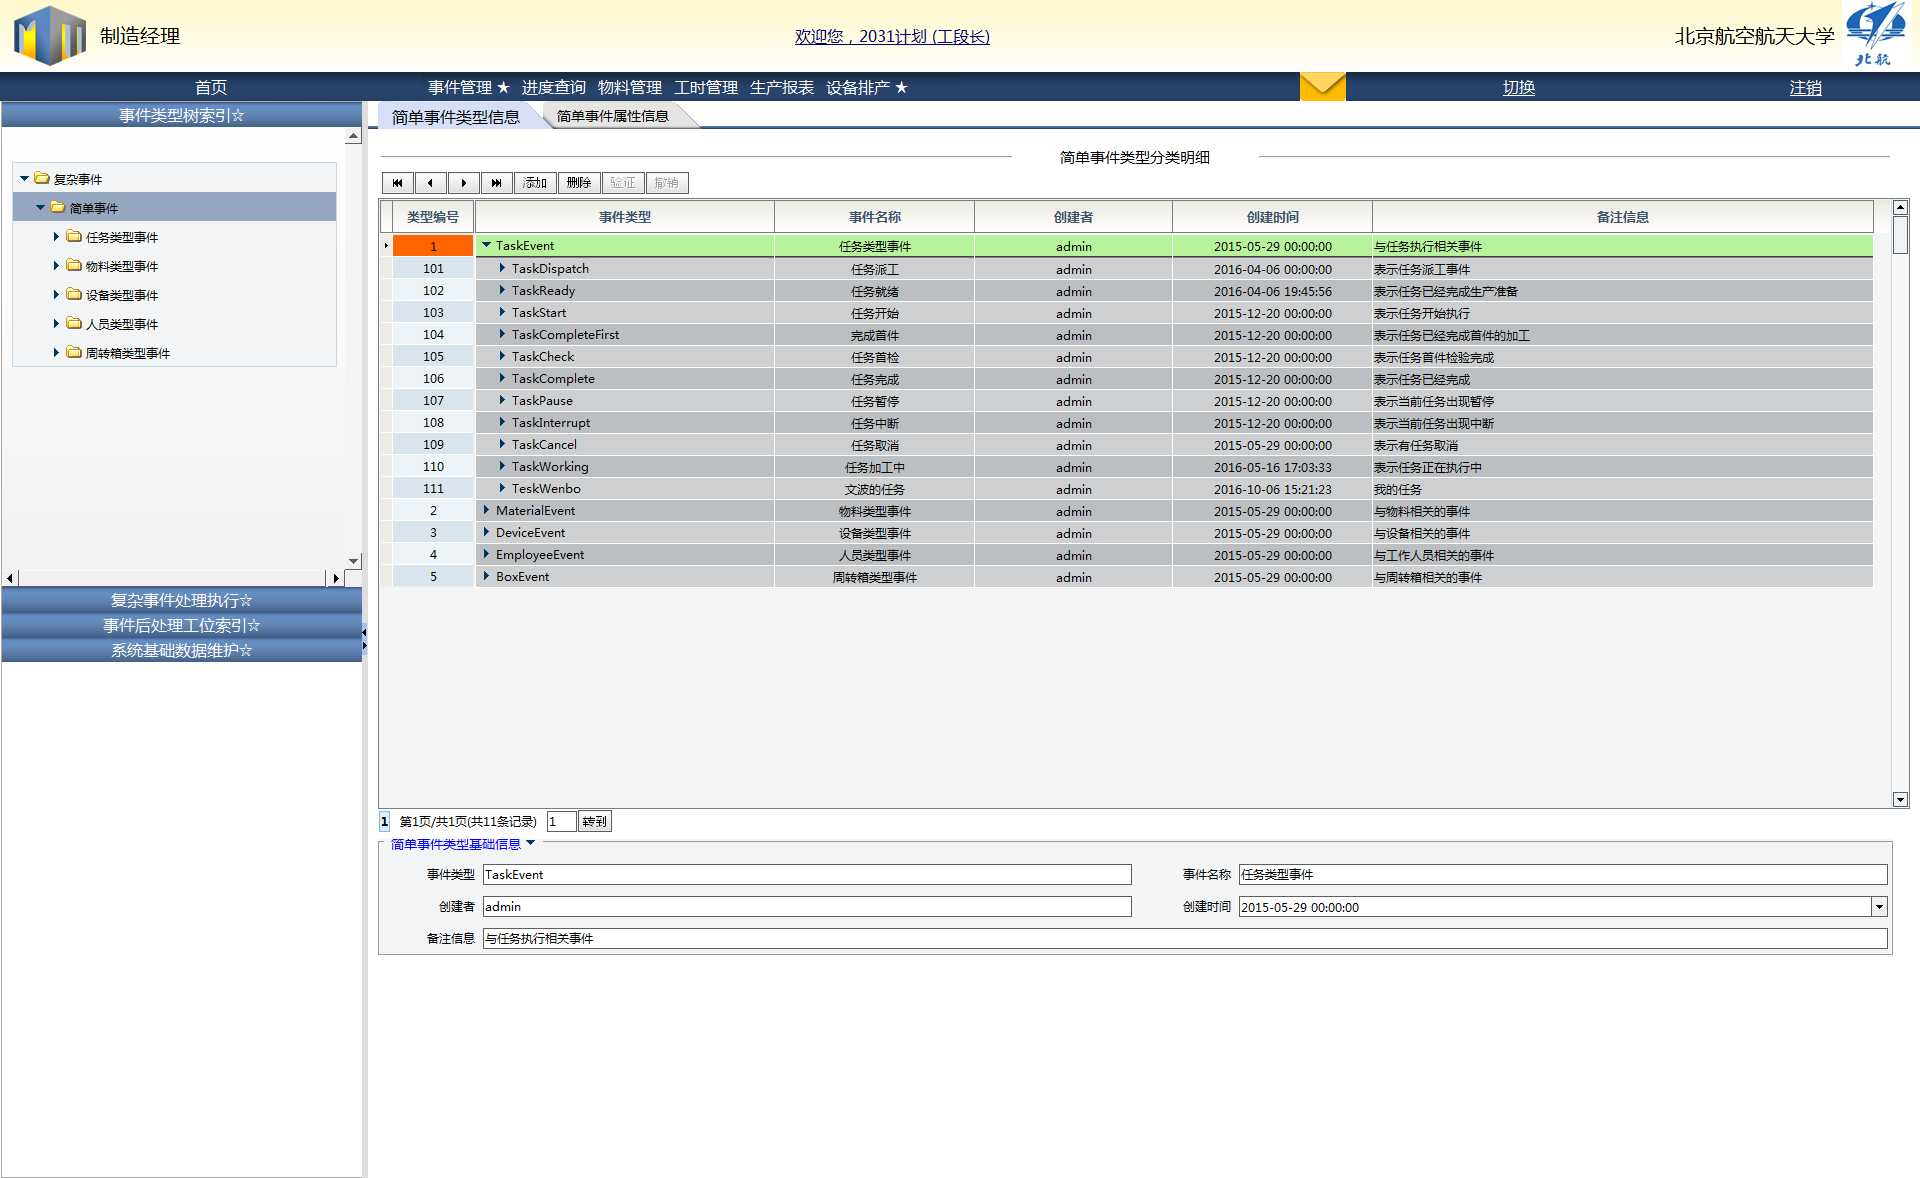 制造经理
欢迎您，2031计划 (工段长)
北京航空航天大学
北航
首页 事件管理★ 进度查询 物料管理 工时管理 生产报表 设备排产★ 切换 注销
事件类型树索引☆
复杂事件
简单事件
任务类型事件
物料类型事件
设备类型事件
人员类型事件
周转箱类型事件
复杂事件处理执行☆
事件后处理工位索引☆
系统基础数据维护☆
简单事件类型信息 简单事件属性信息
简单事件类型分类明细
添加 删除 验证 撤销
类型编号 事件类型 事件名称 创建者 创建时间 备注信息
1 TaskEvent 任务类型事件 admin 2015-05-29 00:00:00 与任务执行相关事件
101 TaskDispatch 任务派工 admin 2016-04-06 00:00:00 表示任务派工事件
102 TaskReady 任务就绪 admin 2016-04-06 19:45:56 表示任务已经完成生产准备
103 TaskStart 任务开始 admin 2015-12-20 00:00:00 表示任务开始执行
104 TaskCompleteFirst 完成首件 admin 2015-12-20 00:00:00 表示任务已经完成首件的加工
105 TaskCheck 任务首检 admin 2015-12-20 00:00:00 表示任务首件检验完成
106 TaskComplete 任务完成 admin 2015-12-20 00:00:00 表示任务已经完成
107 TaskPause 任务暂停 admin 2015-12-20 00:00:00 表示当前任务出现暂停
108 TaskInterrupt 任务中断 admin 2015-12-20 00:00:00 表示当前任务出现中断
109 TaskCancel 任务取消 admin 2015-05-29 00:00:00 表示有任务取消
110 TaskWorking 任务加工中 admin 2016-05-16 17:03:33 表示任务正在执行中
111 TeskWenbo 文波的任务 admin 2016-10-06 15:21:23 我的任务
2 MaterialEvent 物料类型事件 admin 2015-05-29 00:00:00 与物料相关的事件
3 DeviceEvent 设备类型事件 admin 2015-05-29 00:00:00 与设备相关的事件
4 EmployeeEvent 人员类型事件 admin 2015-05-29 00:00:00 与工作人员相关的事件
5 BoxEvent 周转箱类型事件 admin 2015-05-29 00:00:00 与周转箱相关的事件
1 第1页/共1页(共11条记录) 1 转到
简单事件类型基础信息
事件类型 TaskEvent 事件名称 任务类型事件
创建者 admin 创建时间 2015-05-29 00:00:00
备注信息 与任务执行相关事件